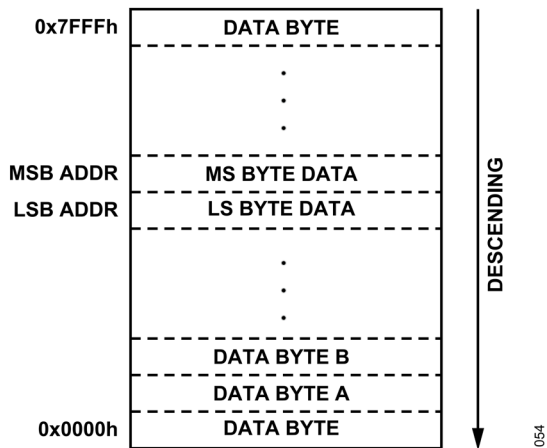 0x7FFFh DATA BYTE
MSB ADDR MS BYTE DATA
LSB ADDR LS BYTE DATA
DATA BYTE B
DATA BYTE A
0x0000h DATA BYTE
DESCENDING
054